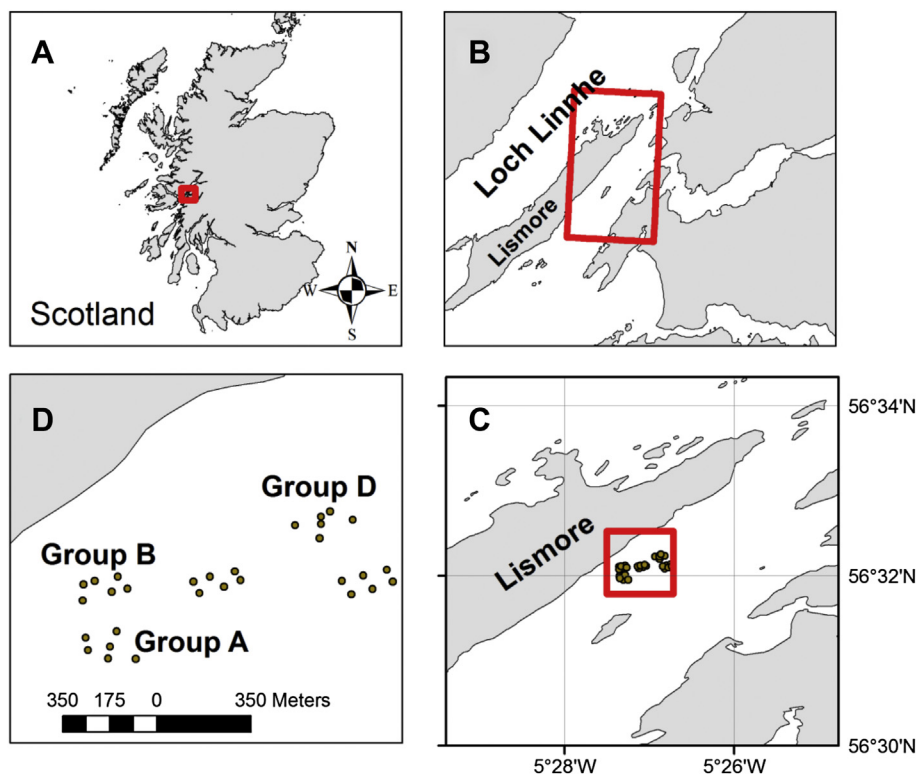 A
N
W E
S
Scotland
B
Loch Linnhe
Lismore
D
Group D
Group B
Group A
350 175 0 350 Meters
C
Lismore
56°34'N
56°32'N
56°30'N
5°28'W 5°26'W